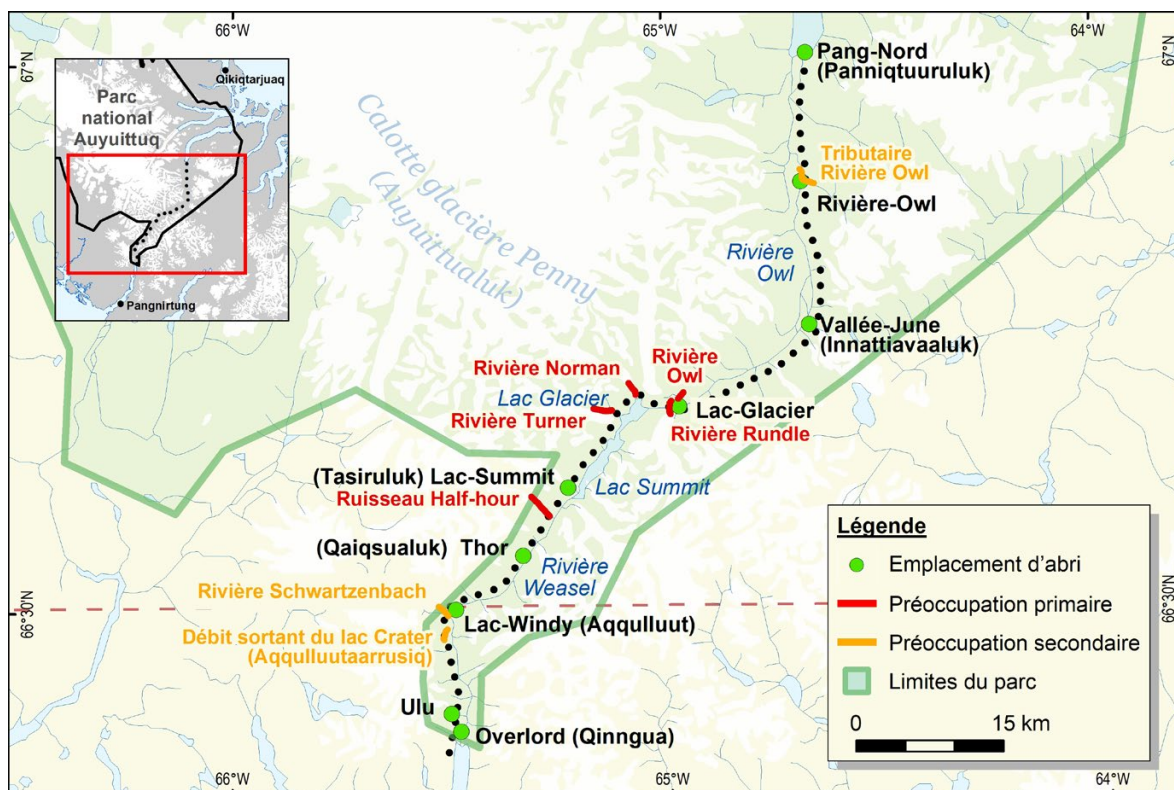 66°W
65°W
64°W
67°N
67°N
Qikiqtarjuaq
Parc
national
Auyuittuq
Pangnirtung
Calotte glacière Penny
(Auyuittualuk)
Pang-Nord
(Panniqtuuruluk)
Tributaire
Rivière Owl
Rivière-Owl
Rivière
Owl
Vallée-June
(Innattiavaaluk)
Rivière Norman
Rivière
Owl
Lac Glacier
Rivière Turner
Lac-Glacier
Rivière Rundle
(Tasiruluk) Lac-Summit
Lac Summit
Ruisseau Half-hour
(Qaiqsualuk) Thor
Rivière
Weasel
Rivière Schwartzenbach
66°30'N
66°30'N
Lac-Windy (Aqqulluut)
Débit sortant du lac Crater
(Aqqulluutaarrusiq)
Ulu
Overlord (Qinngua)
Légende
Emplacement d'abri
Préoccupation primaire
Préoccupation secondaire
Limites du parc
0 15 km
66°W
65°W
64°W